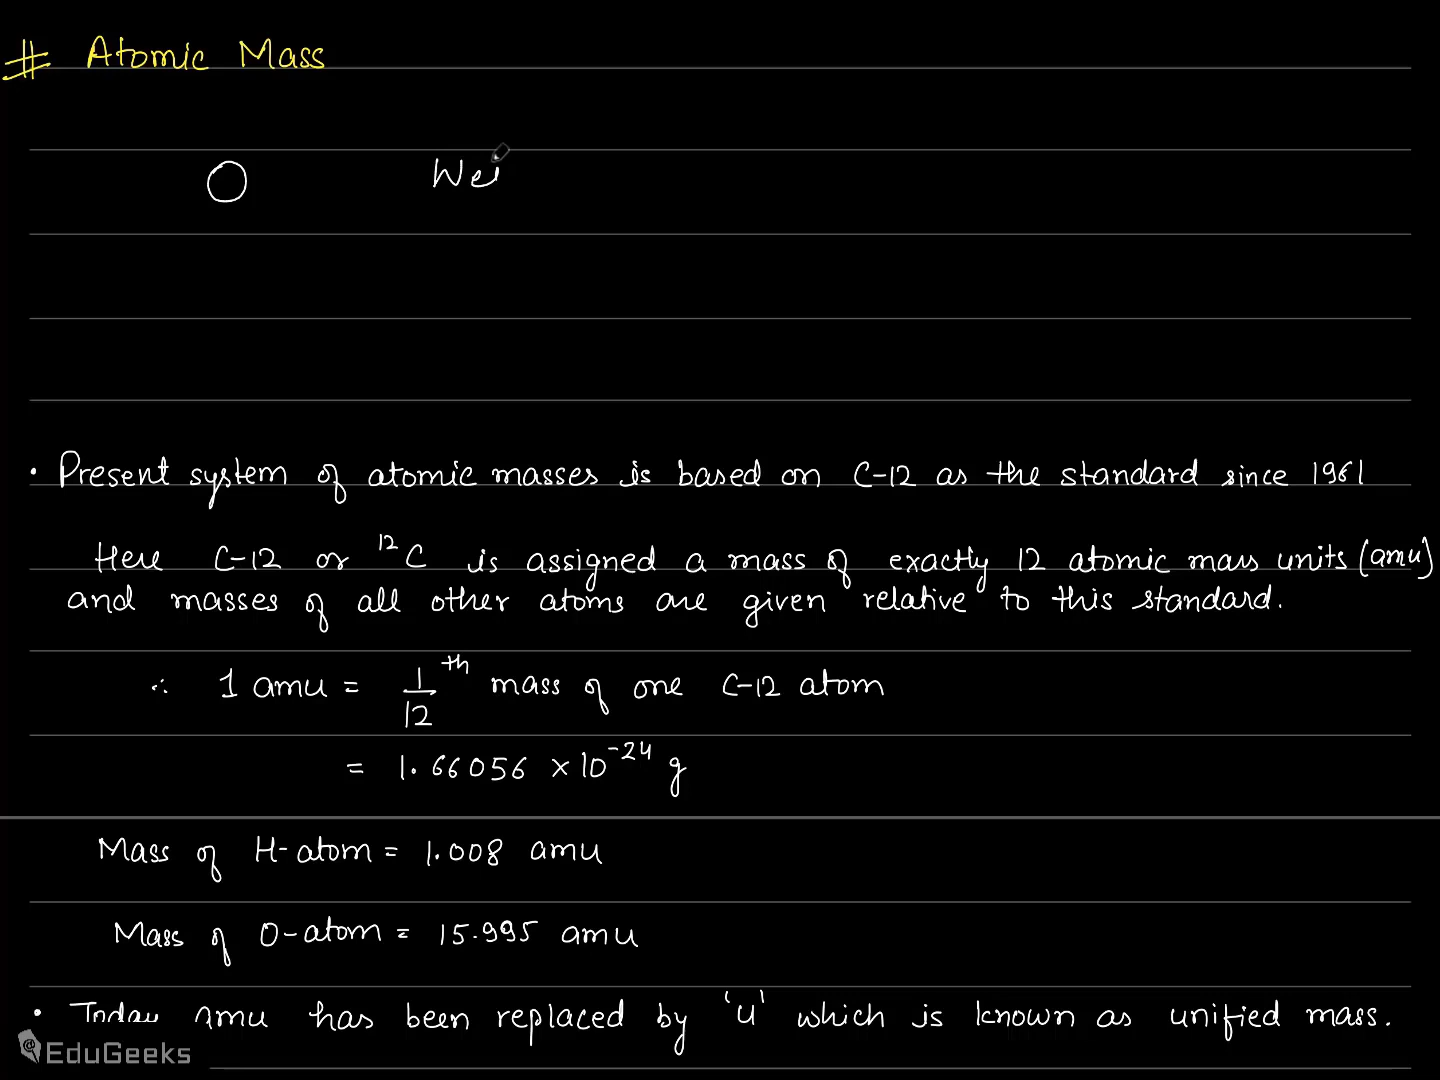 # Atomic Mass
O Wei
• Present system of atomic masses is based on C-12 as the standard since 1961
Here C-12 or ¹²C is assigned a mass of exactly 12 atomic mass units (amu)
and masses of all other atoms are given relative to this standard.
∴ 1 amu = 1/12 th mass of one C-12 atom
= 1.66056 × 10⁻²⁴ g
Mass of H-atom = 1.008 amu
Mass of O-atom = 15.995 amu
• Today amu has been replaced by 'u' which is known as unified mass.
EduGeeks